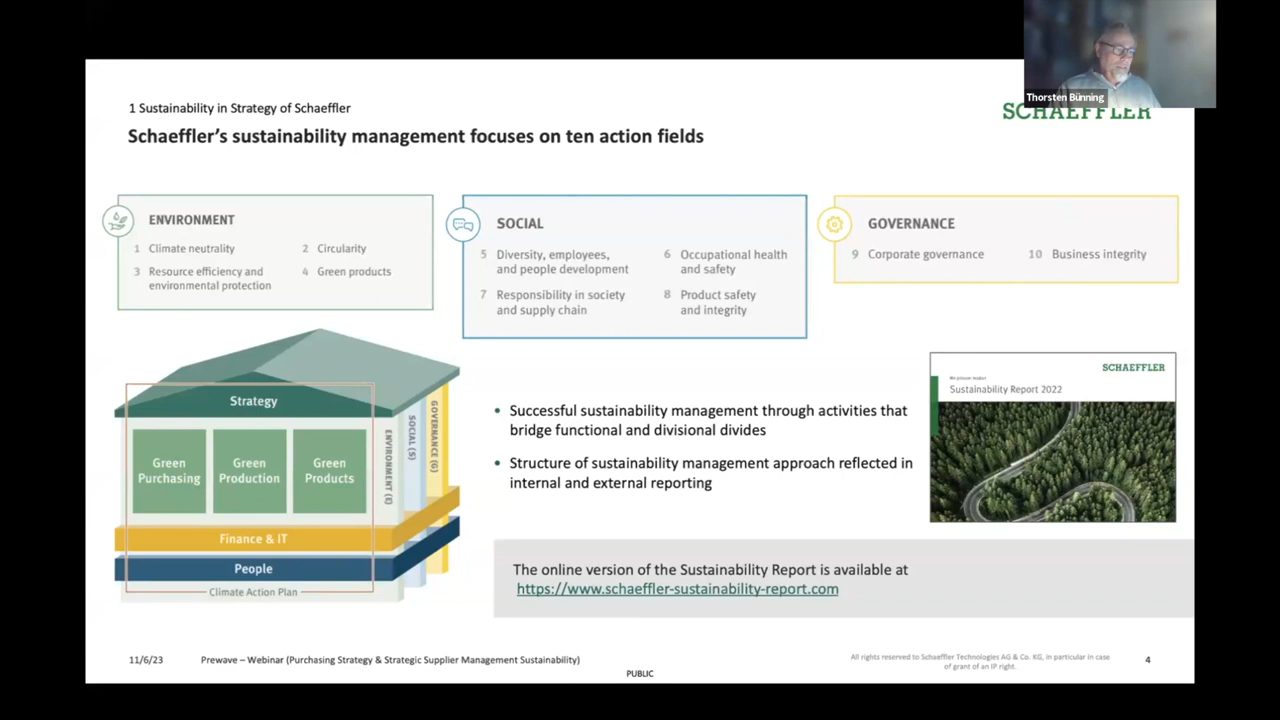 Thorsten Bünning
1 Sustainability in Strategy of Schaeffler
Schaeffler's sustainability management focuses on ten action fields
SCHAEFFLER
ENVIRONMENT
1 Climate neutrality
2 Circularity
3 Resource efficiency and
environmental protection
4 Green products
SOCIAL
5 Diversity, employees,
and people development
6 Occupational health
and safety
7 Responsibility in society
and supply chain
8 Product safety
and integrity
GOVERNANCE
9 Corporate governance
10 Business integrity
Strategy
Green
Purchasing
Green
Production
Green
Products
ENVIRONMENT (E)
SOCIAL (S)
GOVERNANCE (G)
Finance & IT
People
Climate Action Plan
• Successful sustainability management through activities that
bridge functional and divisional divides
• Structure of sustainability management approach reflected in
internal and external reporting
SCHAEFFLER
We pioneer motion
Sustainability Report 2022
The online version of the Sustainability Report is available at
https://www.schaeffler-sustainability-report.com
11/6/23
Prewave – Webinar (Purchasing Strategy & Strategic Supplier Management Sustainability)
PUBLIC
All rights reserved to Schaeffler Technologies AG & Co. KG, in particular in case
of grant of an IP right.
4